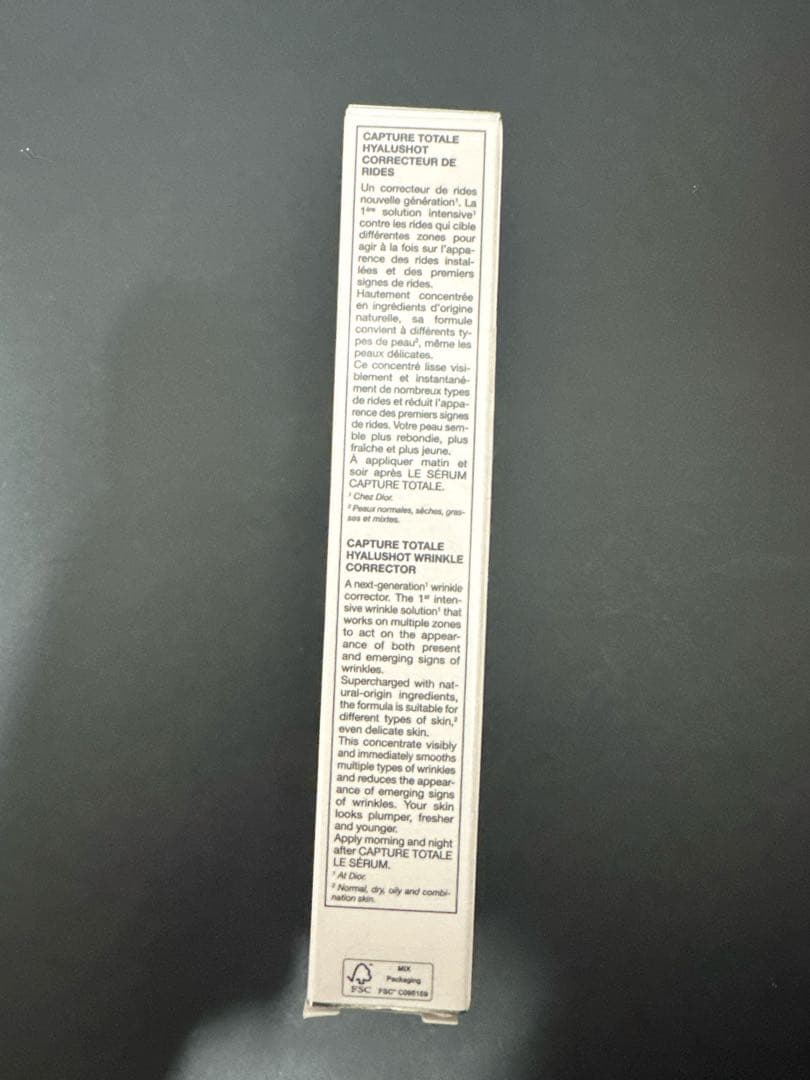 CAPTURE TOTALE
HYALUSHOT
CORRECTEUR DE
RIDES
Un correcteur de rides
nouvelle génération¹. La
1ère solution intensive¹
contre les rides qui cible
différentes zones pour
agir à la fois sur l'appa-
rence des rides instal-
lées et des premiers
signes de rides.
Hautement concentrée
en ingrédients d'origine
naturelle, sa formule
convient à différents ty-
pes de peau², même les
peaux délicates.
Ce concentré lisse visi-
blement et instantané-
ment de nombreux types
de rides et réduit l'appa-
rence des premiers signes
de rides. Votre peau sem-
ble plus rebondie, plus
fraîche et plus jeune.
À appliquer matin et
soir après LE SÉRUM
CAPTURE TOTALE.
¹ Chez Dior.
² Peaux normales, sèches, gras-
ses et mixtes.
CAPTURE TOTALE
HYALUSHOT WRINKLE
CORRECTOR
A next-generation¹ wrinkle
corrector. The 1st inten-
sive wrinkle solution¹ that
works on multiple zones
to act on the appear-
ance of both present
and emerging signs of
wrinkles.
Supercharged with nat-
ural-origin ingredients,
the formula is suitable for
different types of skin,²
even delicate skin.
This concentrate visibly
and immediately smooths
multiple types of wrinkles
and reduces the appear-
ance of emerging signs
of wrinkles. Your skin
looks plumper, fresher
and younger.
Apply morning and night
after CAPTURE TOTALE
LE SÉRUM.
¹ At Dior.
² Normal, dry, oily and combi-
nation skin.
MIX
Packaging
FSC FSC® C095159